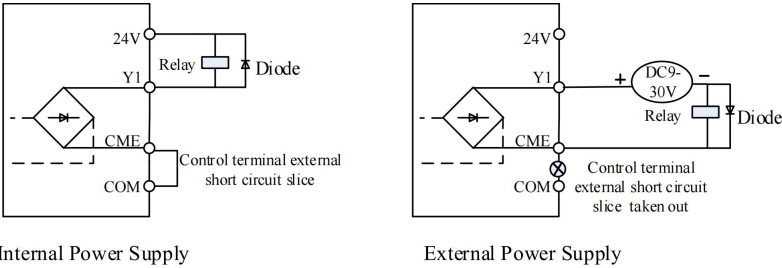 24V
Relay
Diode
Y1
CME
Control terminal external
short circuit slice
COM
nternal Power Supply
24V
Y1
+
DC9-
30V
−
Relay
Diode
CME
Control terminal
external short circuit
slice taken out
COM
External Power Supply